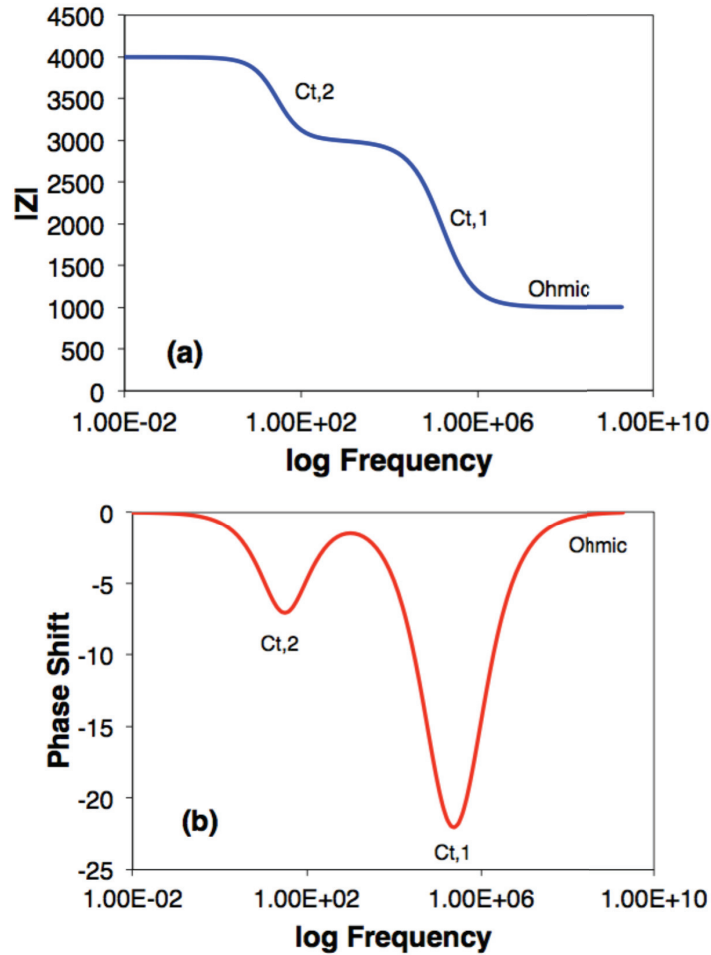 4500
4000
3500
3000
2500
2000
1500
1000
500
0
|Z|
Ct,2
Ct,1
Ohmic
(a)
1.00E-02 1.00E+02 1.00E+06 1.00E+10
log Frequency
0
-5
-10
-15
-20
-25
Phase Shift
Ohmic
Ct,2
(b)
Ct,1
1.00E-02 1.00E+02 1.00E+06 1.00E+10
log Frequency